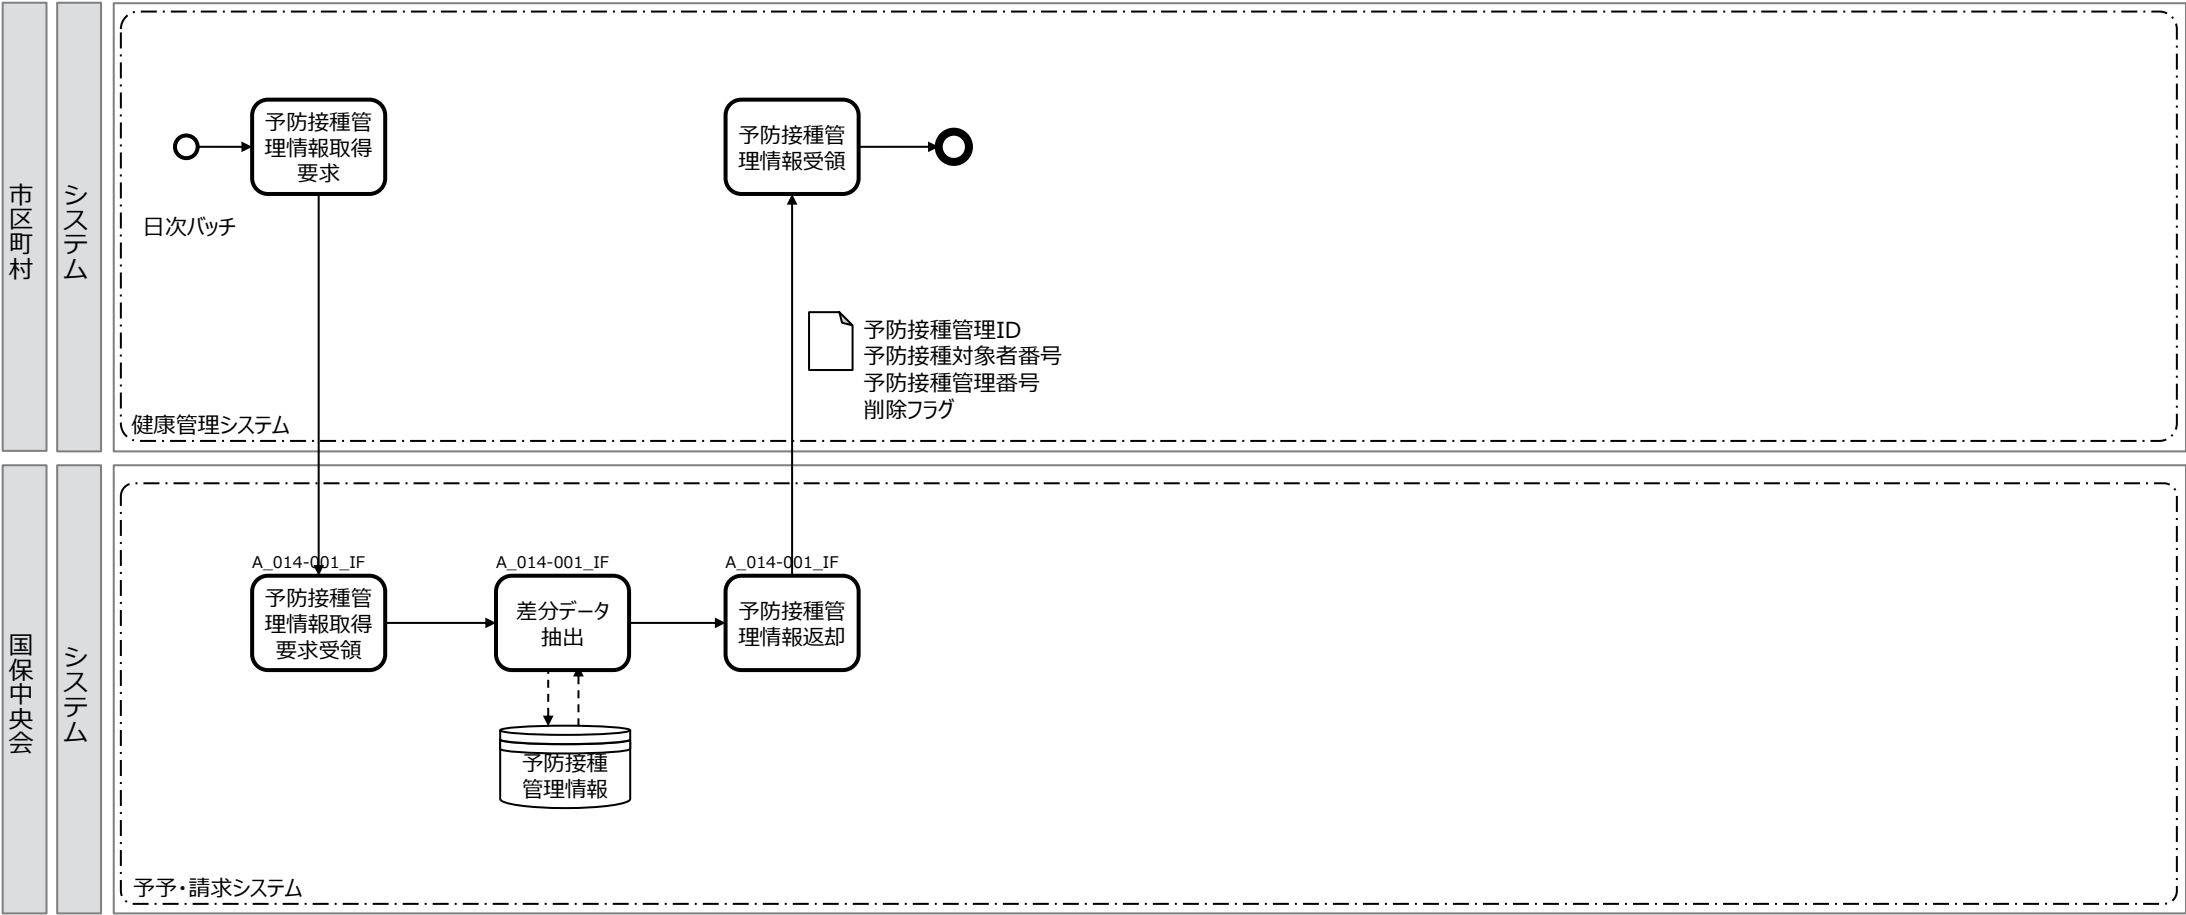 市区町村
システム
予防接種管
理情報取得
要求
日次バッチ
予防接種管
理情報受領
予防接種管理ID
予防接種対象者番号
予防接種管理番号
削除フラグ
健康管理システム
国保中央会
システム
A_014-001_IF
予防接種管
理情報取得
要求受領
A_014-001_IF
差分データ
抽出
A_014-001_IF
予防接種管
理情報返却
予防接種
管理情報
予予・請求システム